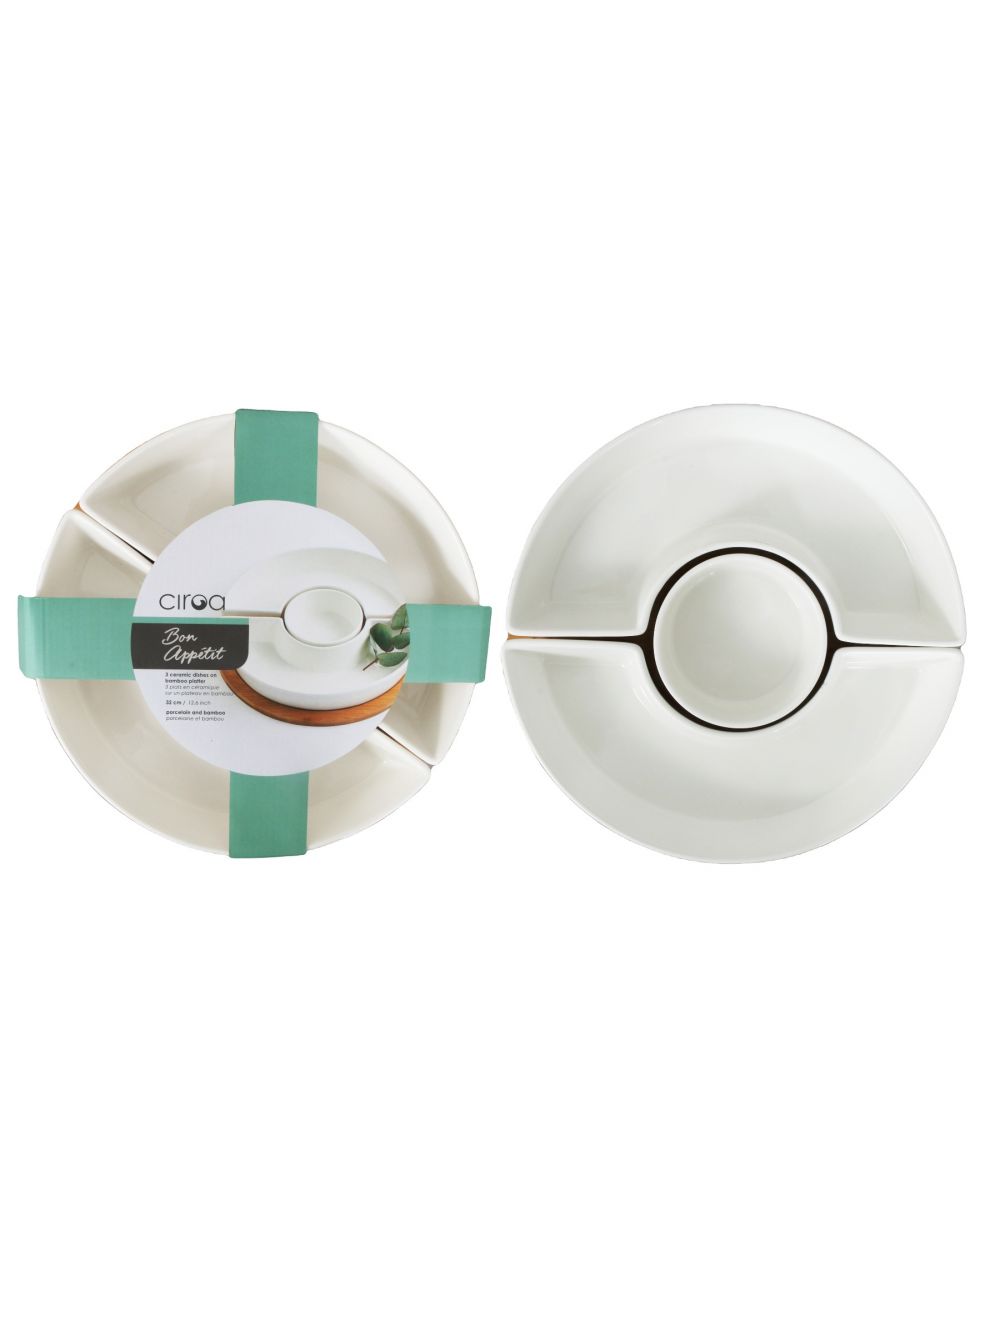 ciroa
Bon
Appétit
3 ceramic dishes on
bamboo platter
3 plats en céramique
sur un plateau en bambou
32 cm / 12.6 inch
porcelain and bamboo
porcelaine et bambou